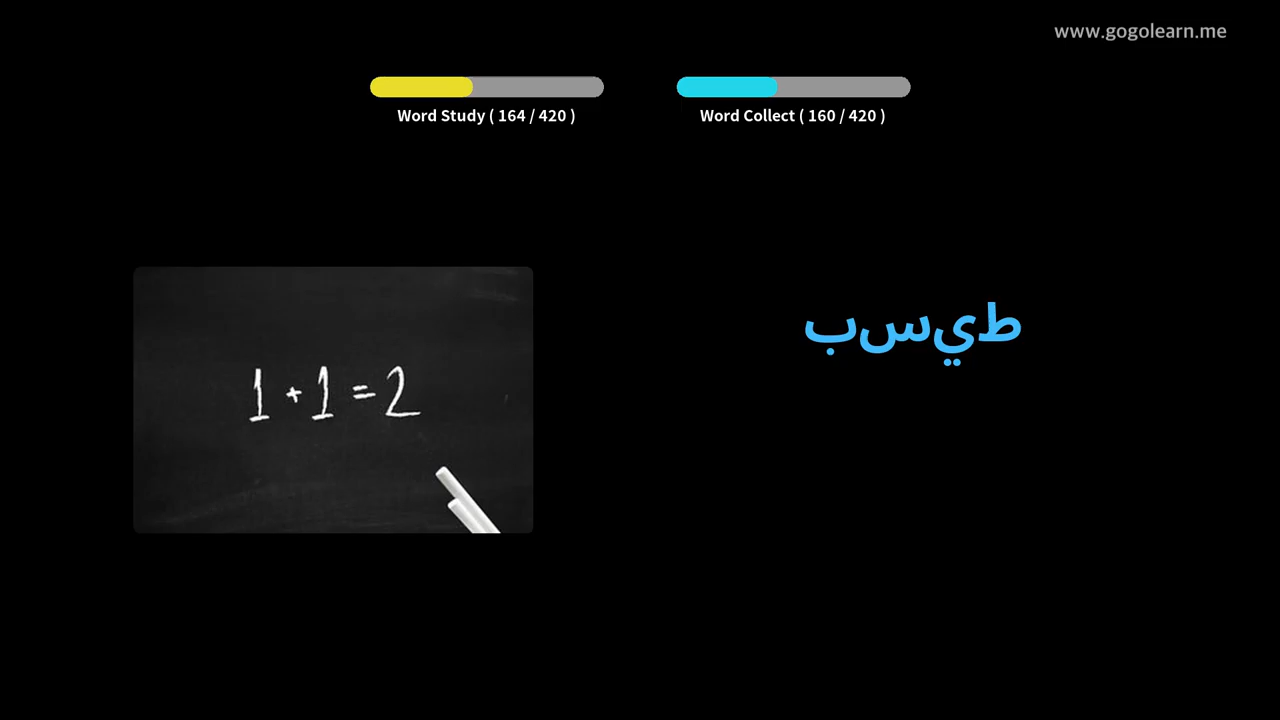 www.gogolearn.me
Word Study ( 164 / 420 )
Word Collect ( 160 / 420 )
بسيط
1 + 1 = 2